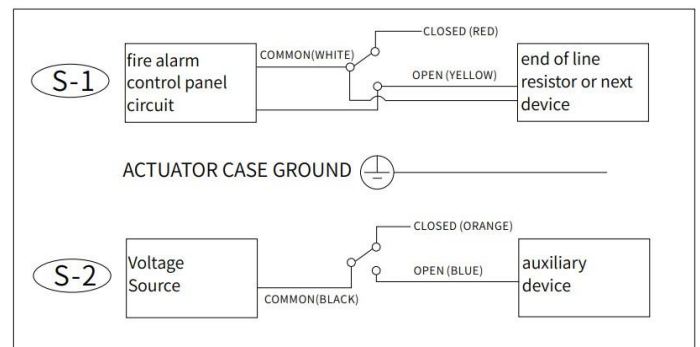 CLOSED (RED)
S-1
fire alarm
control panel
circuit
COMMON(WHITE)
OPEN (YELLOW)
end of line
resistor or next
device
ACTUATOR CASE GROUND
CLOSED (ORANGE)
S-2
Voltage
Source
COMMON(BLACK)
OPEN (BLUE)
auxiliary
device